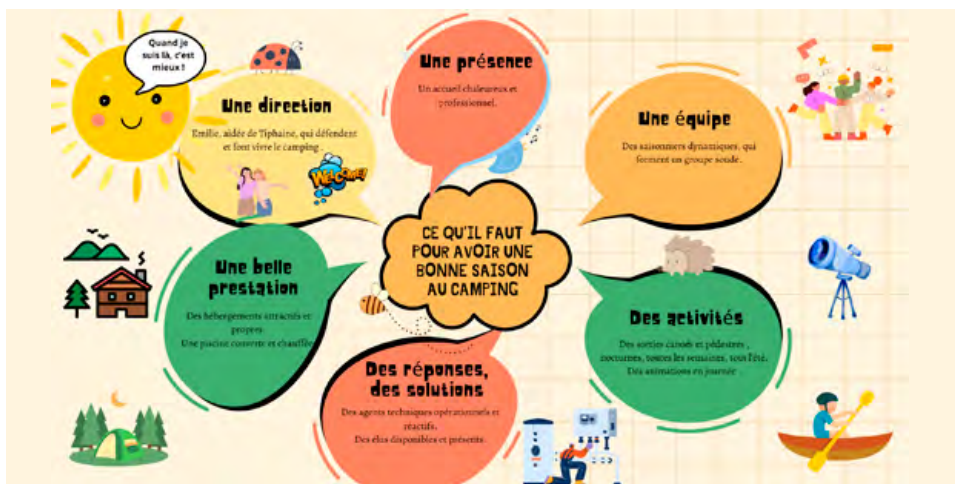 Quand je
suis là, c'est
mieux !
Une direction
Emilie, aidée de Tiphaine, qui défendent
et font vivre le camping .
WELCOME!
Une présence
Un accueil chaleureux et
professionnel.
Une équipe
Des saisonniers dynamiques, qui
forment un groupe soudé .
CE QU'IL FAUT
POUR AVOIR UNE
BONNE SAISON
AU CAMPING
Une belle
prestation
Des hébergements attractifs et
propres.
Une piscine couverte et chauffée
Des activités
Des sorties canoës et pédestres ,
nocturnes, toutes les semaines, tout l'été.
Des animations en journée .
Des réponses,
des solutions
Des agents techniques opérationnels et
réactifs.
Des élus disponibles et présents.